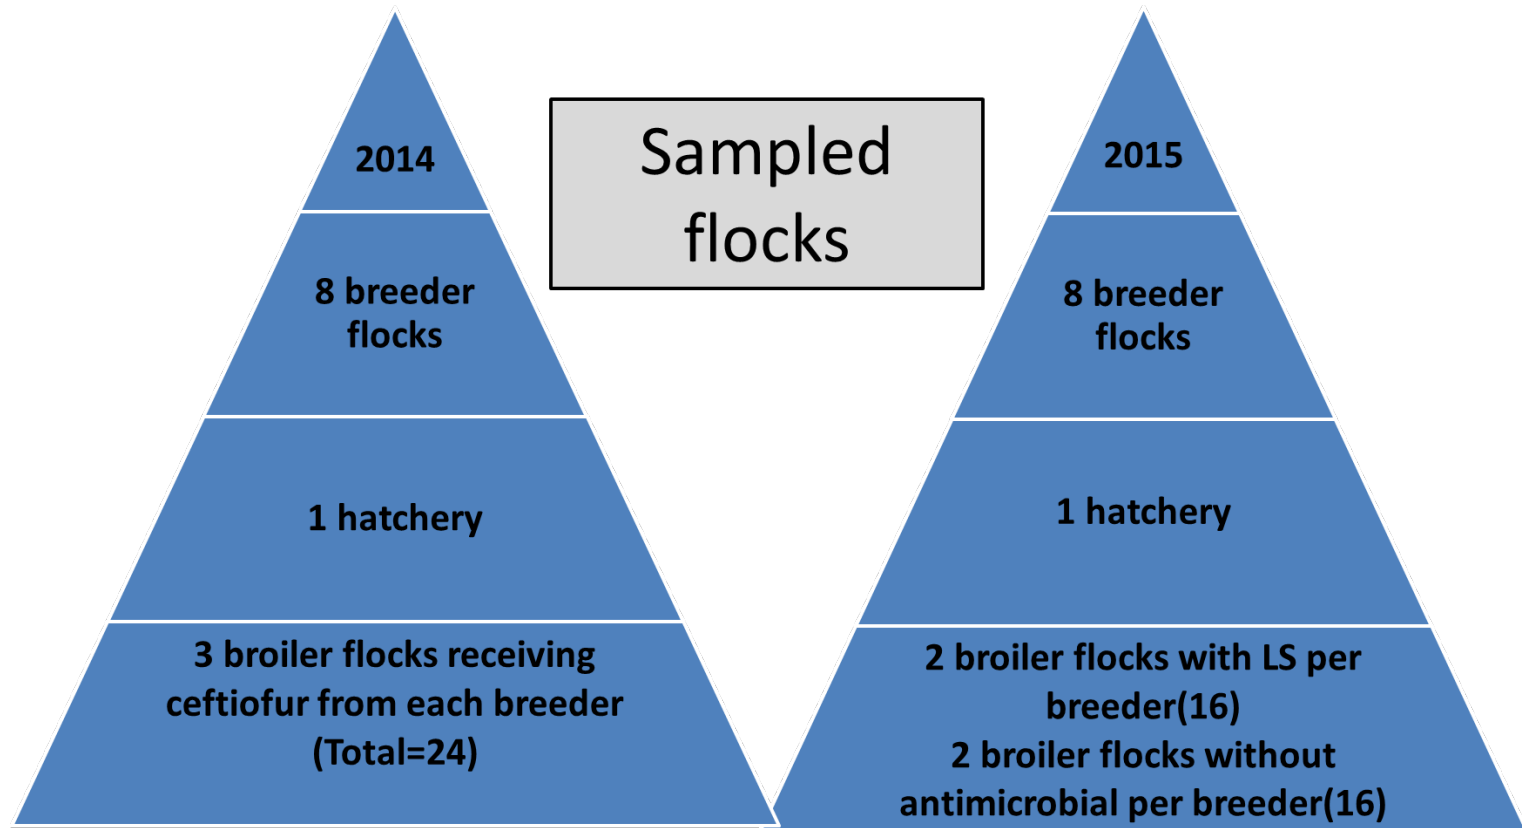 Sampled
flocks
2014
8 breeder
flocks
1 hatchery
3 broiler flocks receiving
ceftiofur from each breeder
(Total=24)
2015
8 breeder
flocks
1 hatchery
2 broiler flocks with LS per
breeder(16)
2 broiler flocks without
antimicrobial per breeder(16)